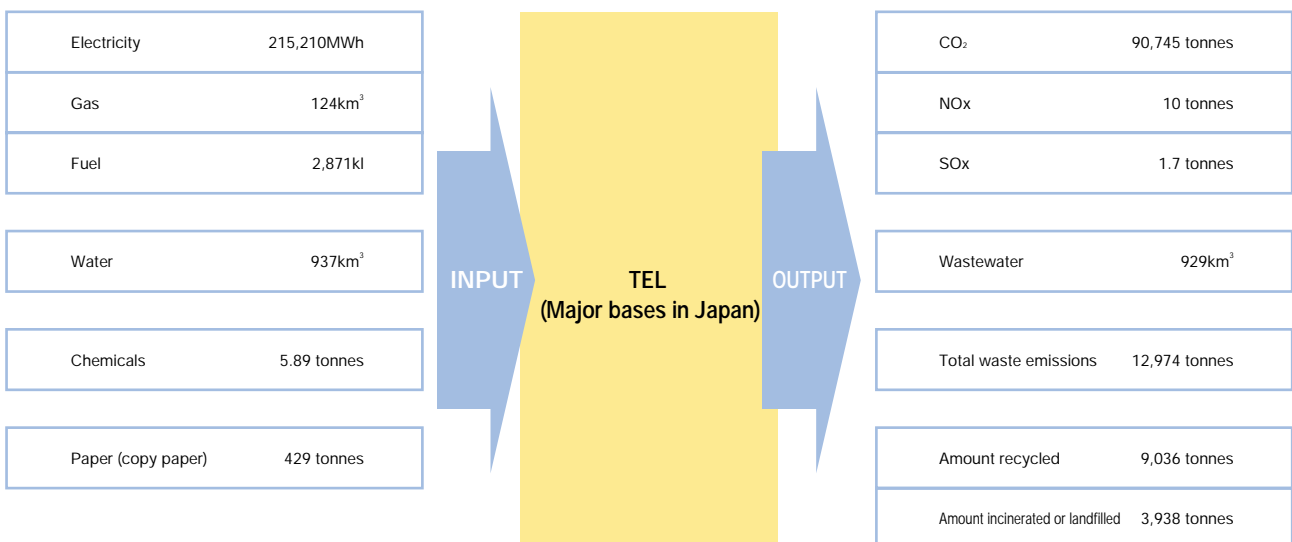 Electricity 215,210MWh
Gas 124km³
Fuel 2,871kl
Water 937km³
Chemicals 5.89 tonnes
Paper (copy paper) 429 tonnes
INPUT
TEL
(Major bases in Japan)
OUTPUT
CO₂ 90,745 tonnes
NOx 10 tonnes
SOx 1.7 tonnes
Wastewater 929km³
Total waste emissions 12,974 tonnes
Amount recycled 9,036 tonnes
Amount incinerated or landfilled 3,938 tonnes